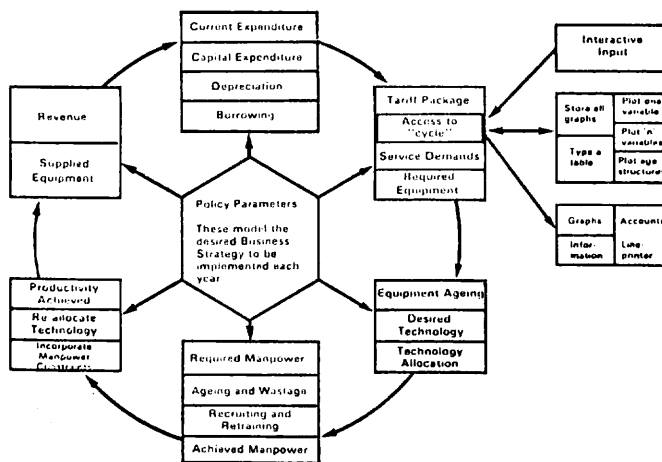 Current Expenditure
Capital Expenditure
Depreciation
Borrowing
Interactive
Input
Revenue
Supplied
Equipment
Tariff Package
Access to
"cycle"
Service Demands
Required
Equipment
Store all
graphs
Type a
table
Plot one
variable
Plot 'n'
variables
Plot age
structures
Policy Parameters
These model the
desired Business
Strategy to be
implemented each
year
Graphs
Infor-
mation
Accounts
Line-
printer
Productivity
Achieved
Re-allocate
Technology
Incorporate
Manpower
Constraints
Equipment Ageing
Desired
Technology
Technology
Allocation
Required Manpower
Ageing and Wastage
Recruiting and
Retraining
Achieved Manpower